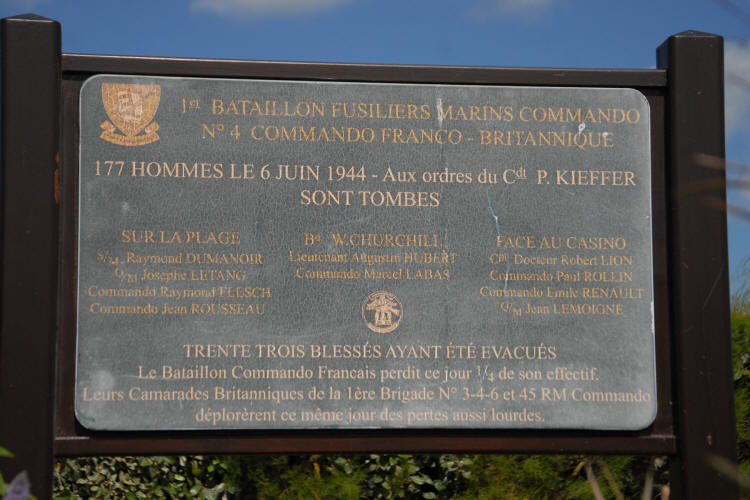 1er BATAILLON FUSILIERS MARINS COMMANDO
N° 4 COMMANDO FRANCO - BRITANNIQUE
177 HOMMES LE 6 JUIN 1944 - Aux ordres du Cdt P. KIEFFER
SONT TOMBES
SUR LA PLAGE
S/M. Raymond DUMANOIR
Q/M Josephe LETANG
Commando Raymond FLESCH
Commando Jean ROUSSEAU
Bd W.CHURCHILL
Lieutenant Augustin HUBERT
Commando Marcel LABAS
FACE AU CASINO
Cne Docteur Robert LION
Commando Paul ROLLIN
Commando Emile RENAULT
Q/M Jean LEMOIGNE
TRENTE TROIS BLESSÉS AYANT ÉTÉ EVACUÉS
Le Bataillon Commando Francais perdit ce jour 1/4 de son effectif.
Leurs Camarades Britanniques de la 1ère Brigade N° 3-4-6 et 45 RM Commando
déplorèrent ce même jour des pertes aussi lourdes.